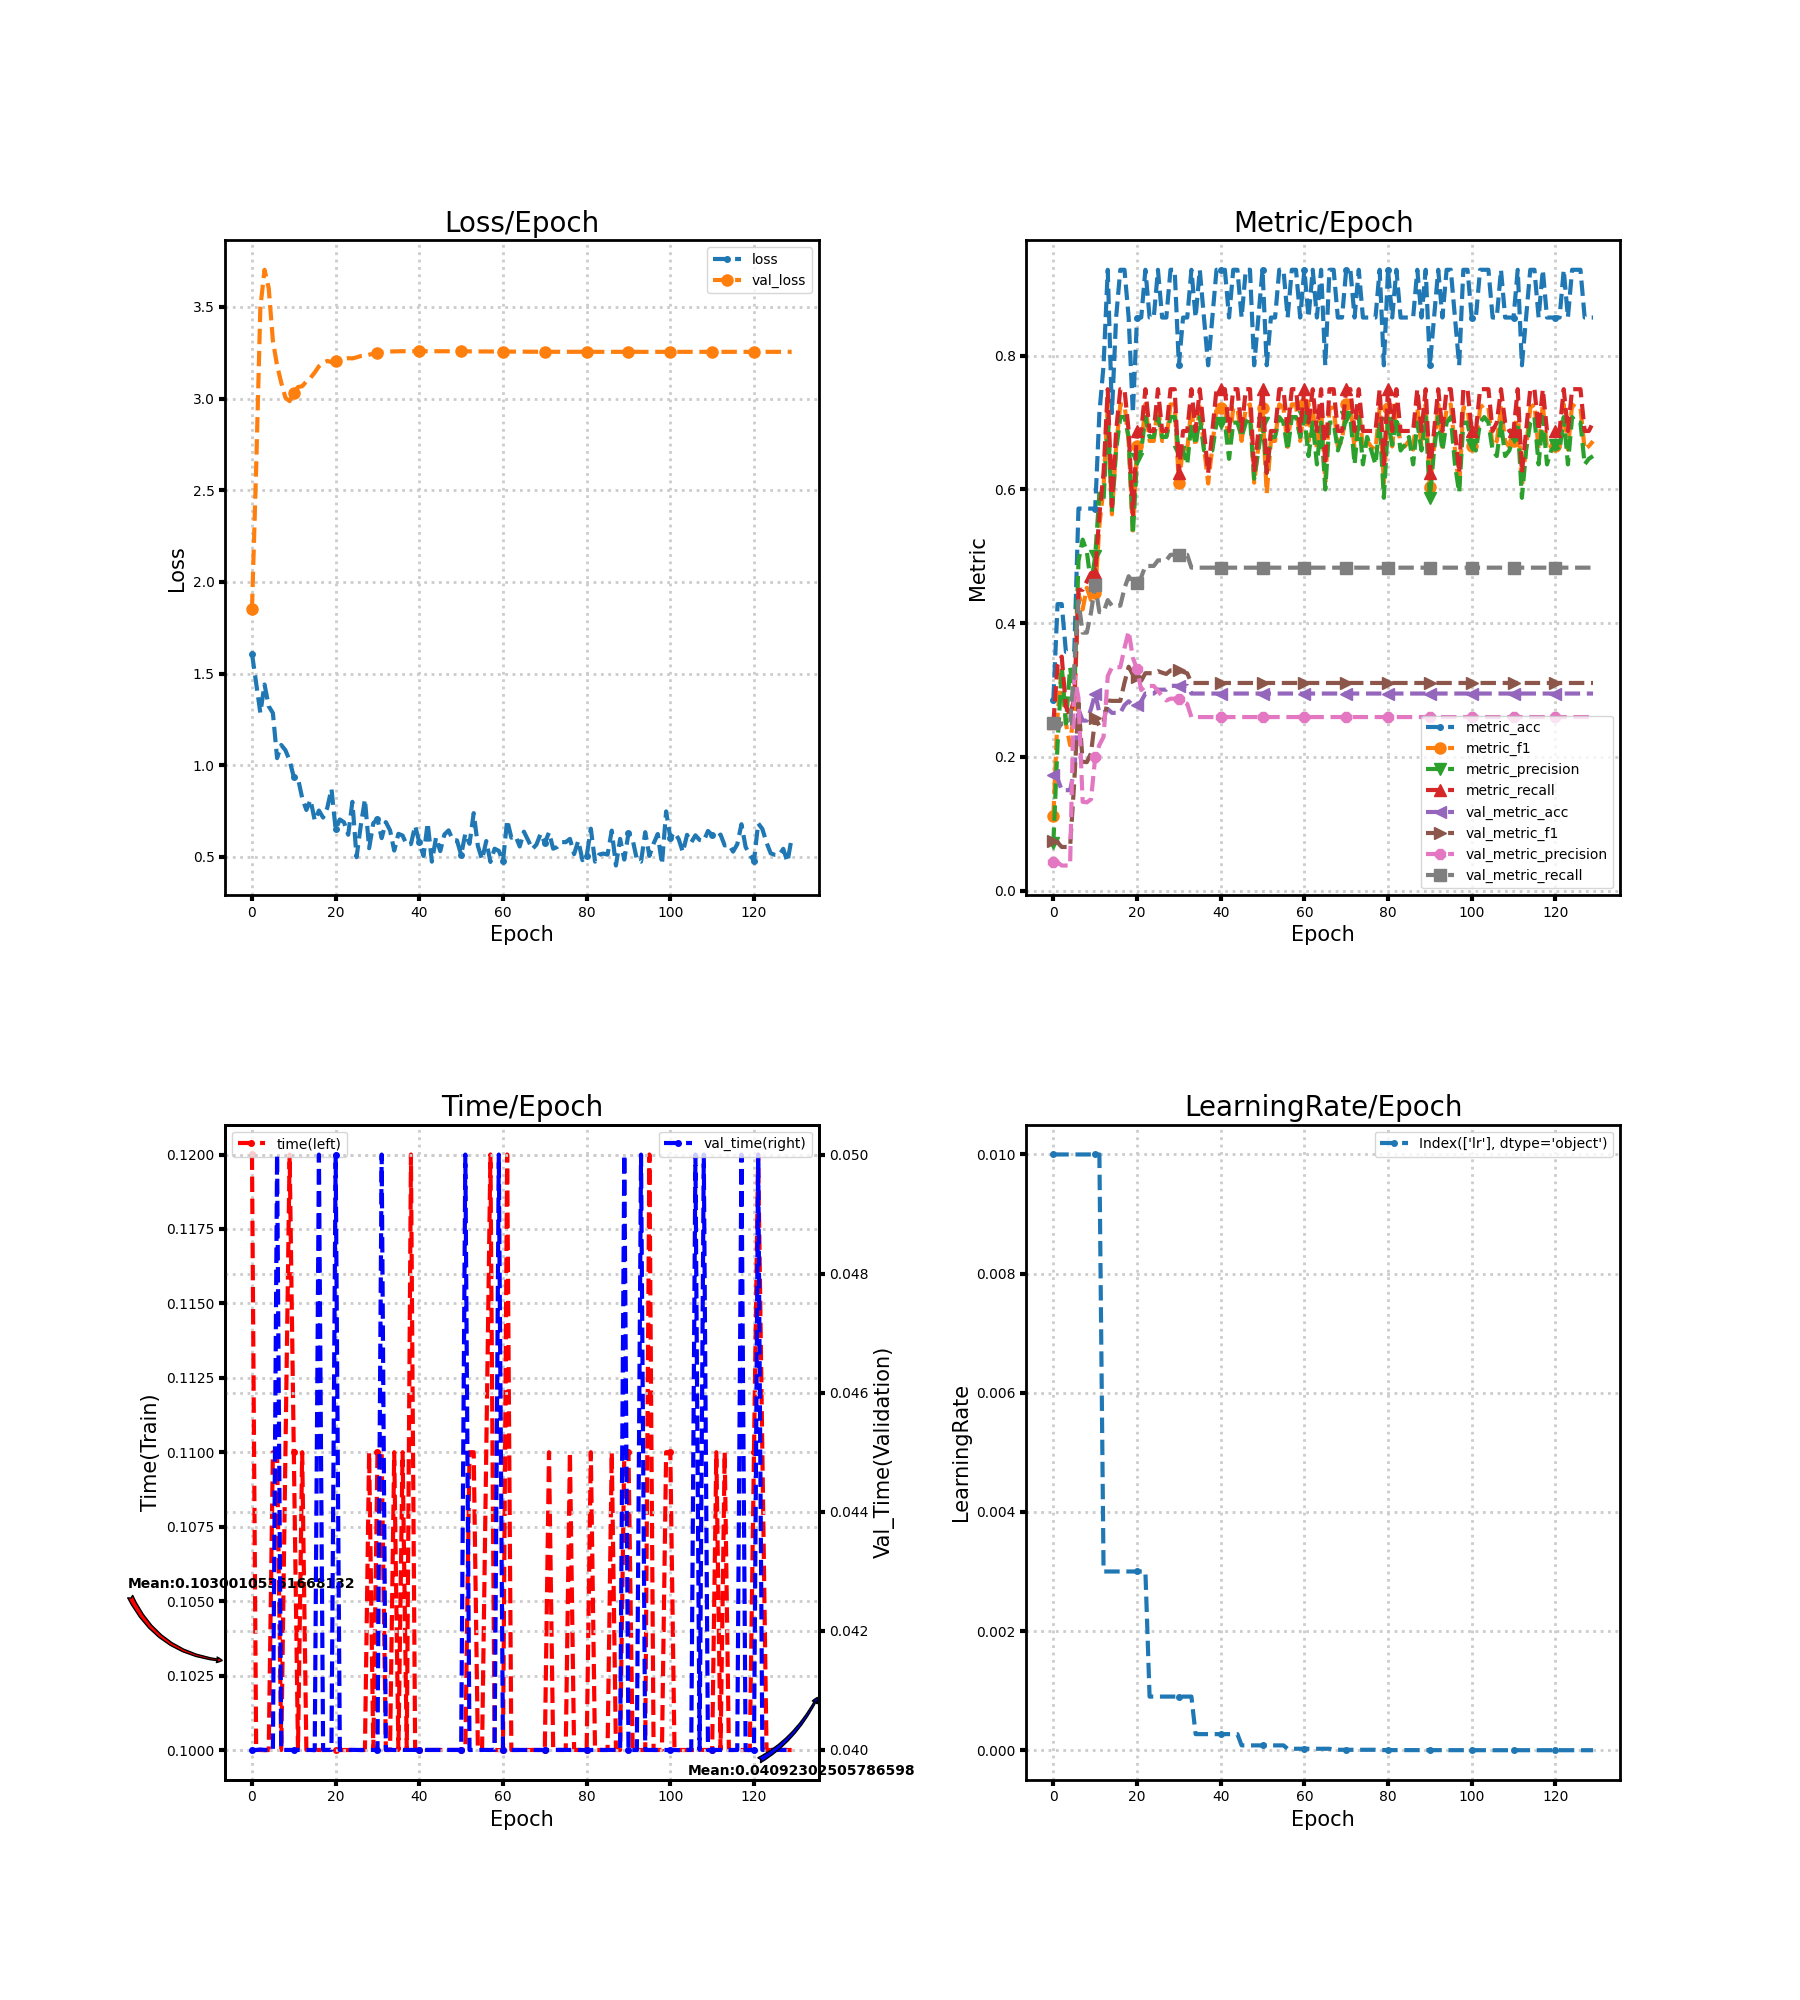 Loss/Epoch
loss
val_loss
3.5
3.0
2.5
2.0
1.5
1.0
0.5
Loss
0 20 40 60 80 100 120
Epoch
Metric/Epoch
0.8
0.6
0.4
0.2
0.0
Metric
metric_acc
metric_f1
metric_precision
metric_recall
val_metric_acc
val_metric_f1
val_metric_precision
val_metric_recall
0 20 40 60 80 100 120
Epoch
Time/Epoch
time(left)
val_time(right)
0.1200
0.1175
0.1150
0.1125
0.1100
0.1075
0.1050
0.1025
0.1000
Time(Train)
0.050
0.048
0.046
0.044
0.042
0.040
Val_Time(Validation)
Mean:0.04092302505786598
0 20 40 60 80 100 120
Epoch
LearningRate/Epoch
Index(['lr'], dtype='object')
0.010
0.008
0.006
0.004
0.002
0.000
LearningRate
0 20 40 60 80 100 120
Epoch